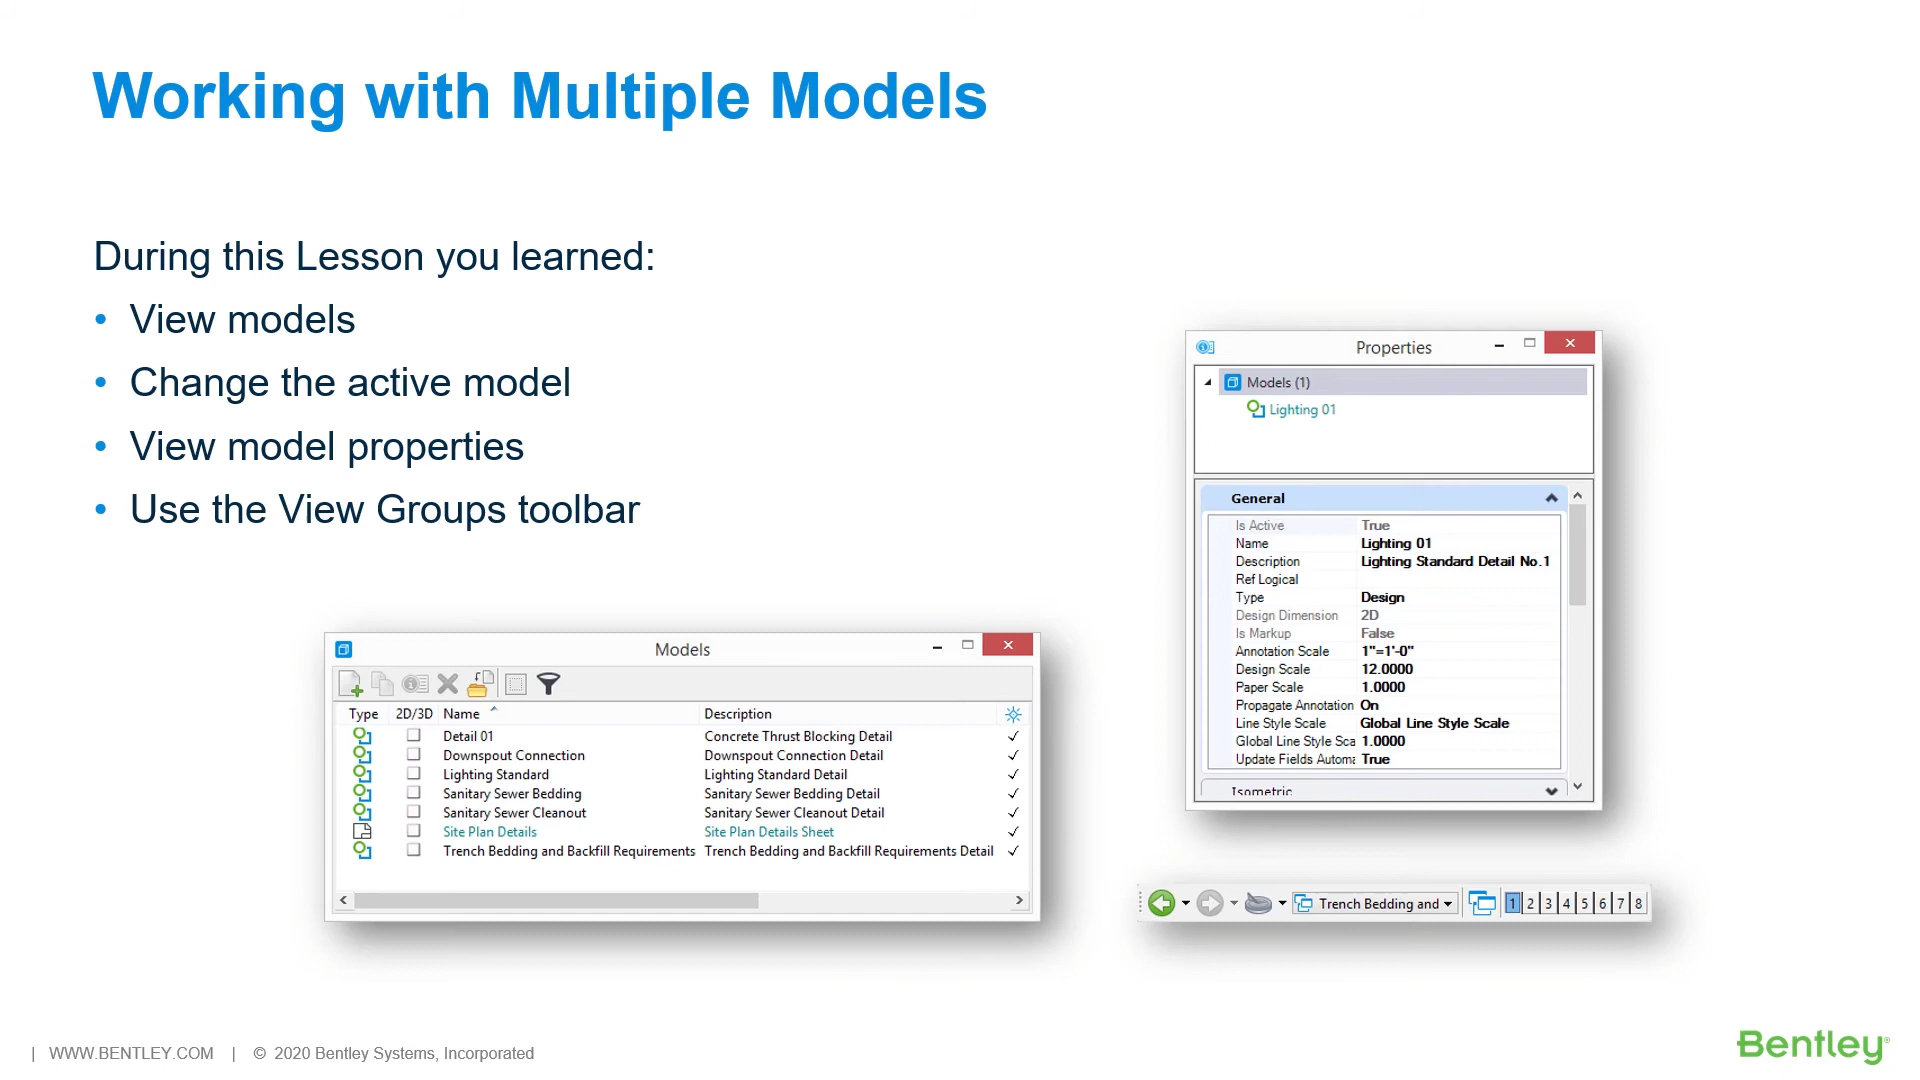 Working with Multiple Models
During this Lesson you learned:
• View models
• Change the active model
• View model properties
• Use the View Groups toolbar
Properties
Models (1)
Lighting 01
General
Is Active True
Name Lighting 01
Description Lighting Standard Detail No.1
Ref Logical
Type Design
Design Dimension 2D
Is Markup False
Annotation Scale 1"=1'-0"
Design Scale 12.0000
Paper Scale 1.0000
Propagate Annotation On
Line Style Scale Global Line Style Scale
Global Line Style Sca 1.0000
Update Fields Automa True
Isometric
Models
Type 2D/3D Name Description
Detail 01 Concrete Thrust Blocking Detail
Downspout Connection Downspout Connection Detail
Lighting Standard Lighting Standard Detail
Sanitary Sewer Bedding Sanitary Sewer Bedding Detail
Sanitary Sewer Cleanout Sanitary Sewer Cleanout Detail
Site Plan Details Site Plan Details Sheet
Trench Bedding and Backfill Requirements Trench Bedding and Backfill Requirements Detail
Trench Bedding and 1 2 3 4 5 6 7 8
| WWW.BENTLEY.COM | © 2020 Bentley Systems, Incorporated
Bentley®